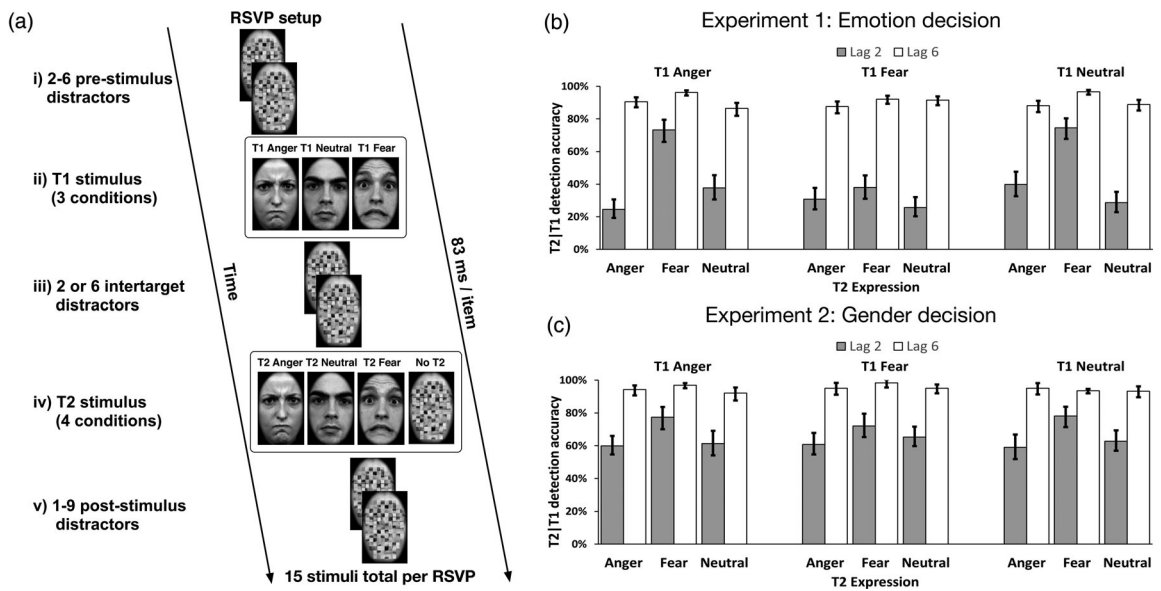 (a)
RSVP setup
i) 2-6 pre-stimulus
distractors
T1 Anger T1 Neutral T1 Fear
ii) T1 stimulus
(3 conditions)
Time
83 ms / item
iii) 2 or 6 intertarget
distractors
T2 Anger T2 Neutral T2 Fear No T2
iv) T2 stimulus
(4 conditions)
v) 1-9 post-stimulus
distractors
15 stimuli total per RSVP
(b)
Experiment 1: Emotion decision
Lag 2 Lag 6
T1 Anger T1 Fear T1 Neutral
T2|T1 detection accuracy
100%
80%
60%
40%
20%
0%
Anger Fear Neutral Anger Fear Neutral Anger Fear Neutral
T2 Expression
(c)
Experiment 2: Gender decision
Lag 2 Lag 6
T1 Anger T1 Fear T1 Neutral
T2|T1 detection accuracy
100%
80%
60%
40%
20%
0%
Anger Fear Neutral Anger Fear Neutral Anger Fear Neutral
T2 Expression